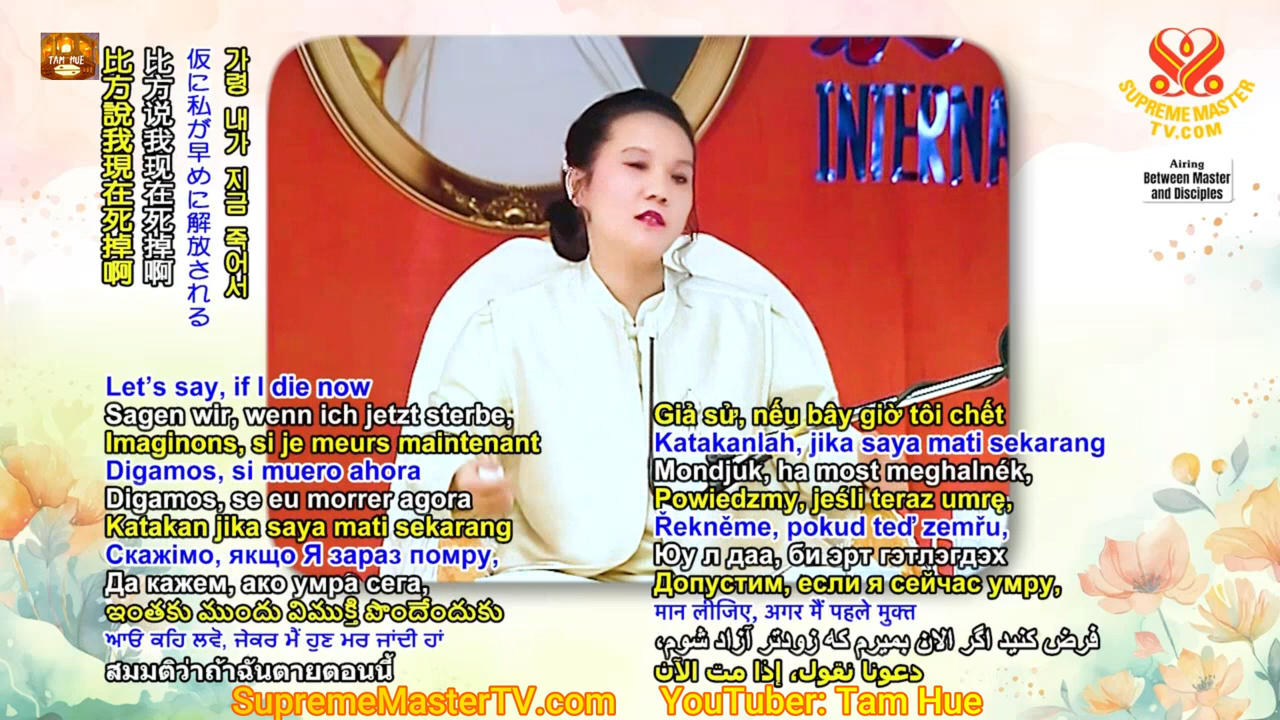 TAM HUE
比方說我現在死掉啊
比方说我现在死掉啊
仮に私が早めに解放される
가령 내가 지금 죽어서
INTERNA
SUPREME MASTER
TV.COM
Airing
Between Master
and Disciples
Let's say, if I die now
Sagen wir, wenn ich jetzt sterbe,
Imaginons, si je meurs maintenant
Digamos, si muero ahora
Digamos, se eu morrer agora
Katakan jika saya mati sekarang
Скажімо, якщо Я зараз помру,
Да кажем, ако умра сега,
ఇంతకు ముందు విముక్తి పొందేందుకు
ਆਓ ਕਹਿ ਲਵੋ, ਜੇਕਰ ਮੈਂ ਹੁਣ ਮਰ ਜਾਂਦੀ ਹਾਂ
สมมติว่าถ้าฉันตายตอนนี้
Giả sử, nếu bây giờ tôi chết
Katakanlah, jika saya mati sekarang
Mondjuk, ha most meghalnék,
Powiedzmy, jeśli teraz umrę,
Řekněme, pokud teď zemřu,
Юу л даа, би эрт гэтлэгдэх
Допустим, если я сейчас умру,
मान लीजिए, अगर मैं पहले मुक्त
فرض کنید اگر الان بمیرم که زودتر آزاد شوم،
دعونا نقول، إذا مت الآن
SupremeMasterTV.com
YouTuber: Tam Hue